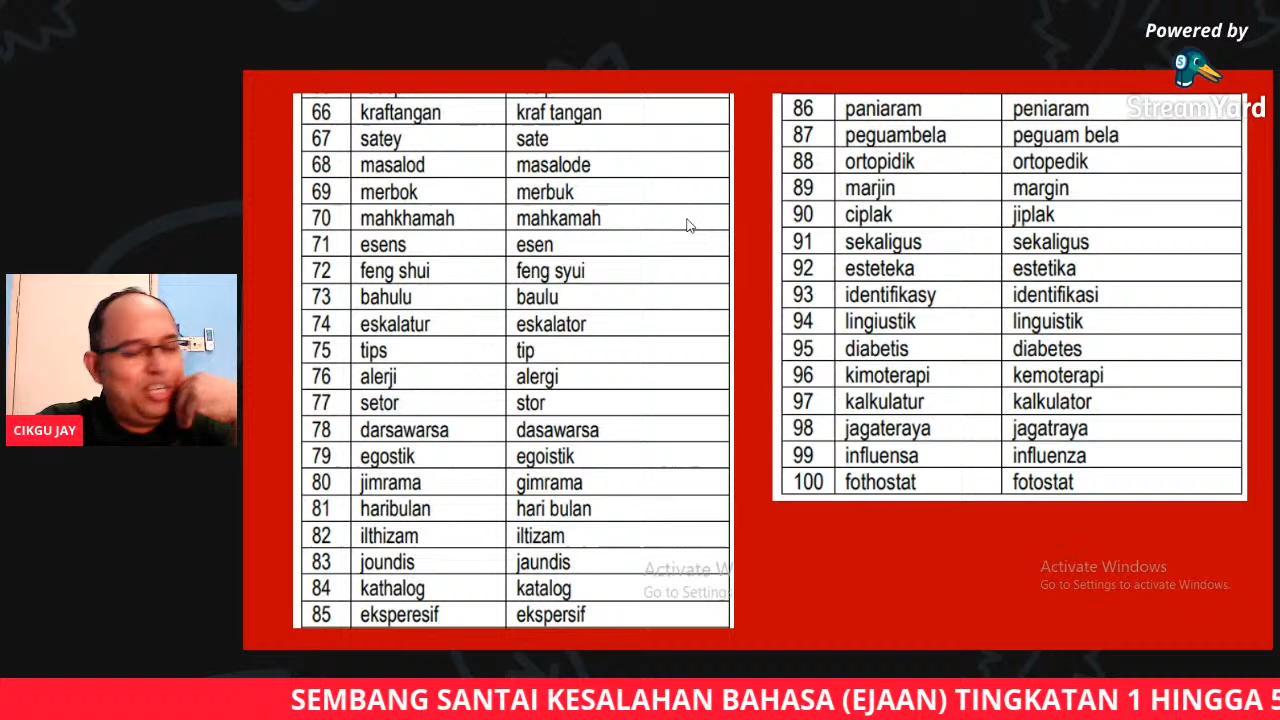 Powered by
StreamYard
66 kraftangan kraf tangan
67 satey sate
68 masalod masalode
69 merbok merbuk
70 mahkhamah mahkamah
71 esens esen
72 feng shui feng syui
73 bahulu baulu
74 eskalatur eskalator
75 tips tip
76 alerji alergi
77 setor stor
78 darsawarsa dasawarsa
79 egostik egoistik
80 jimrama gimrama
81 haribulan hari bulan
82 ilthizam iltizam
83 joundis jaundis
84 kathalog katalog
85 eksperesif ekspersif
86 paniaram peniaram
87 peguambela peguam bela
88 ortopidik ortopedik
89 marjin margin
90 ciplak jiplak
91 sekaligus sekaligus
92 esteteka estetika
93 identifikasy identifikasi
94 lingiustik linguistik
95 diabetis diabetes
96 kimoterapi kemoterapi
97 kalkulatur kalkulator
98 jagateraya jagatraya
99 influensa influenza
100 fothostat fotostat
Activate W
Go to Setting
Activate Windows
Go to Settings to activate Windows.
CIKGU JAY
SEMBANG SANTAI KESALAHAN BAHASA (EJAAN) TINGKATAN 1 HINGGA 5